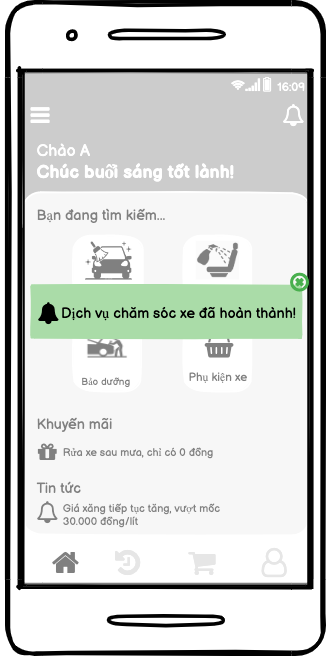 16:09
Chào A
Chúc buổi sáng tốt lành!
Bạn đang tìm kiếm...
Dịch vụ chăm sóc xe đã hoàn thành!
Bảo dưỡng
Phụ kiện xe
Khuyến mãi
Rửa xe sau mưa, chỉ có 0 đồng
Tin tức
Giá xăng tiếp tục tăng, vượt mốc
30.000 đồng/lít